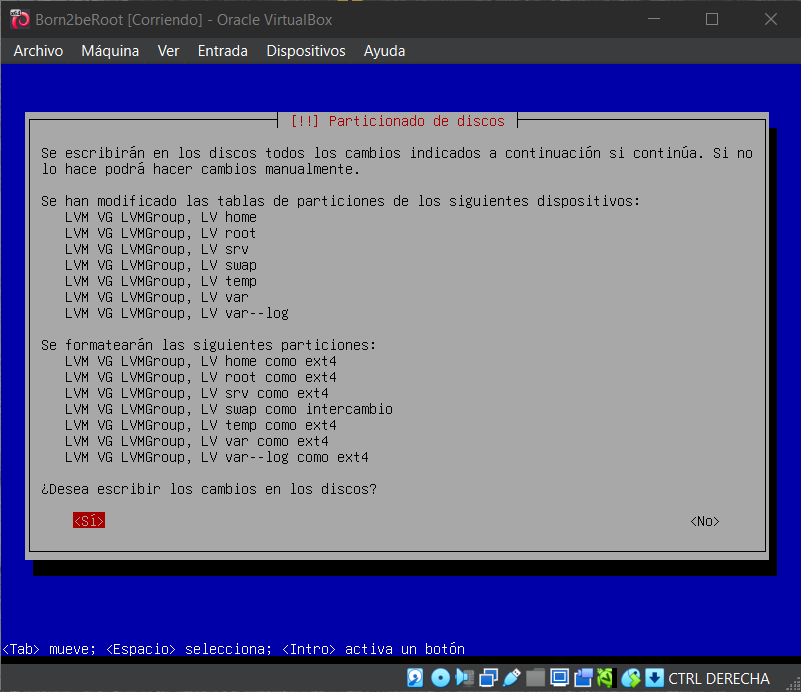 Born2beRoot [Corriendo] - Oracle VirtualBox
Archivo Máquina Ver Entrada Dispositivos Ayuda
[!!] Particionado de discos
Se escribirán en los discos todos los cambios indicados a continuación si continúa. Si no
lo hace podrá hacer cambios manualmente.
Se han modificado las tablas de particiones de los siguientes dispositivos:
LVM VG LVMGroup, LV home
LVM VG LVMGroup, LV root
LVM VG LVMGroup, LV srv
LVM VG LVMGroup, LV swap
LVM VG LVMGroup, LV temp
LVM VG LVMGroup, LV var
LVM VG LVMGroup, LV var--log
Se formatearán las siguientes particiones:
LVM VG LVMGroup, LV home como ext4
LVM VG LVMGroup, LV root como ext4
LVM VG LVMGroup, LV srv como ext4
LVM VG LVMGroup, LV swap como intercambio
LVM VG LVMGroup, LV temp como ext4
LVM VG LVMGroup, LV var como ext4
LVM VG LVMGroup, LV var--log como ext4
¿Desea escribir los cambios en los discos?
<Sí> <No>
<Tab> mueve; <Espacio> selecciona; <Intro> activa un botón
CTRL DERECHA